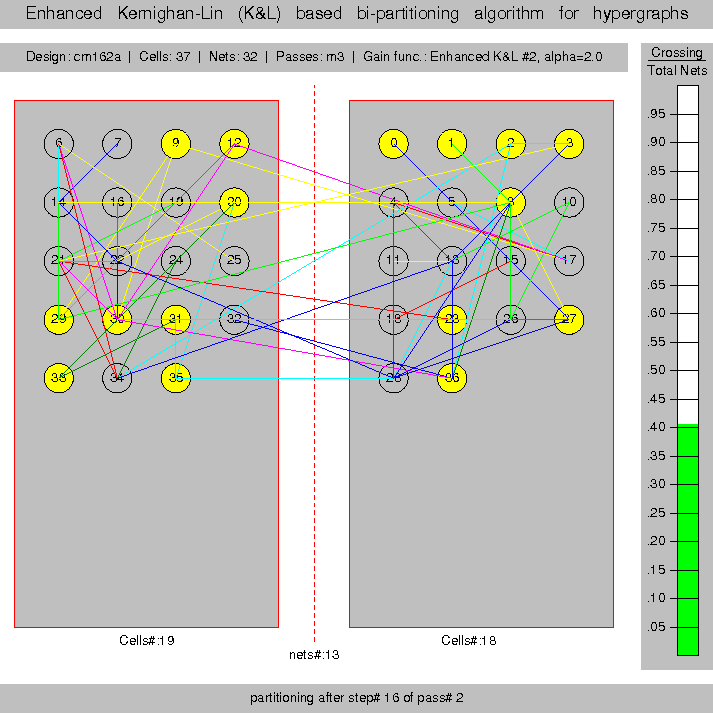 Enhanced Kernighan-Lin (K&L) based bi-partitioning algorithm for hypergraphs
Design: cm162a | Cells: 37 | Nets: 32 | Passes: m3 | Gain func.: Enhanced K&L #2, alpha=2.0
Crossing
Total Nets
.95
.90
.85
.80
.75
.70
.65
.60
.55
.50
.45
.40
.35
.30
.25
.20
.15
.10
.05
6 7 9 12 0 1 2 3
14 16 19 20 4 5 8 10
21 22 24 25 11 13 15 17
29 30 31 32 18 23 26 27
33 34 35 28 36
Cells#:19
Cells#:18
nets#:13
partitioning after step# 16 of pass# 2